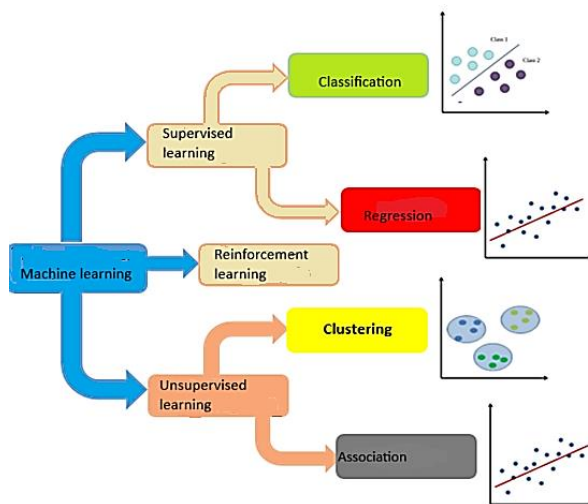 Class 1
Classification
Class 2
Supervised
learning
Regression
Reinforcement
learning
Machine learning
Clustering
Unsupervised
learning
Association